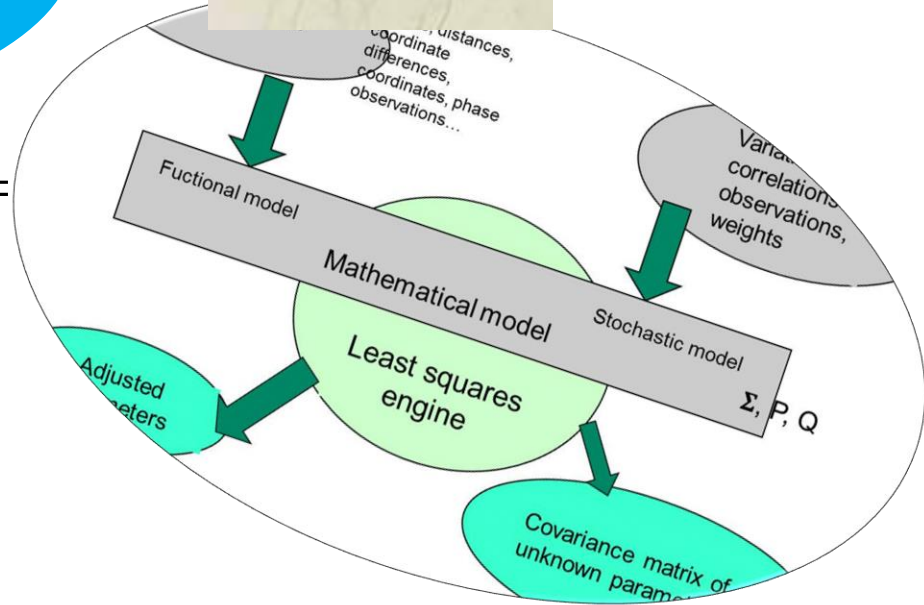 distances,
coordinate
differences,
coordinates, phase
observations...
correlations
observations,
weights
=
Fuctional model
Mathematical model
Stochastic model
Σ, P, Q
Least squares
engine
Adjusted
Covariance matrix of
unknown